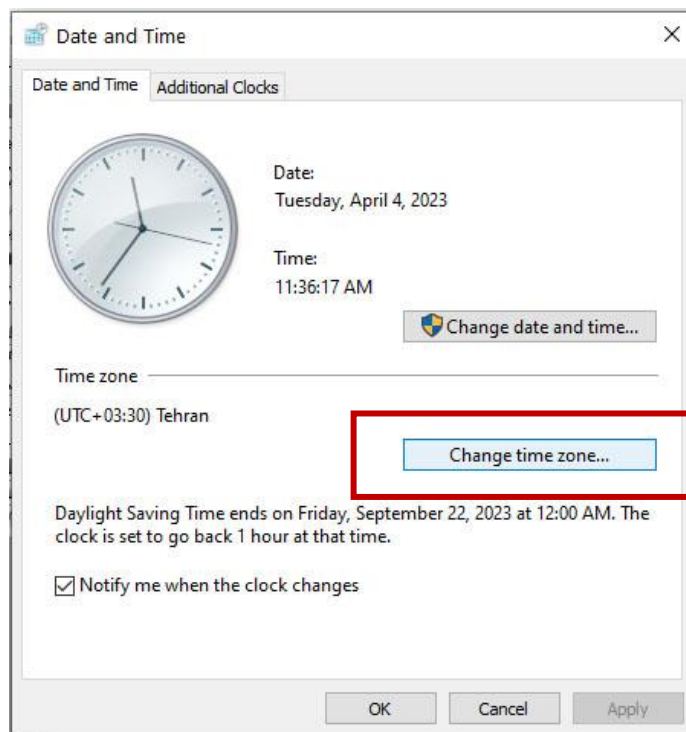 Date and Time
Date and Time
Additional Clocks
Date:
Tuesday, April 4, 2023
Time:
11:36:17 AM
Change date and time...
Time zone
(UTC+03:30) Tehran
Change time zone...
Daylight Saving Time ends on Friday, September 22, 2023 at 12:00 AM. The
clock is set to go back 1 hour at that time.
Notify me when the clock changes
OK
Cancel
Apply